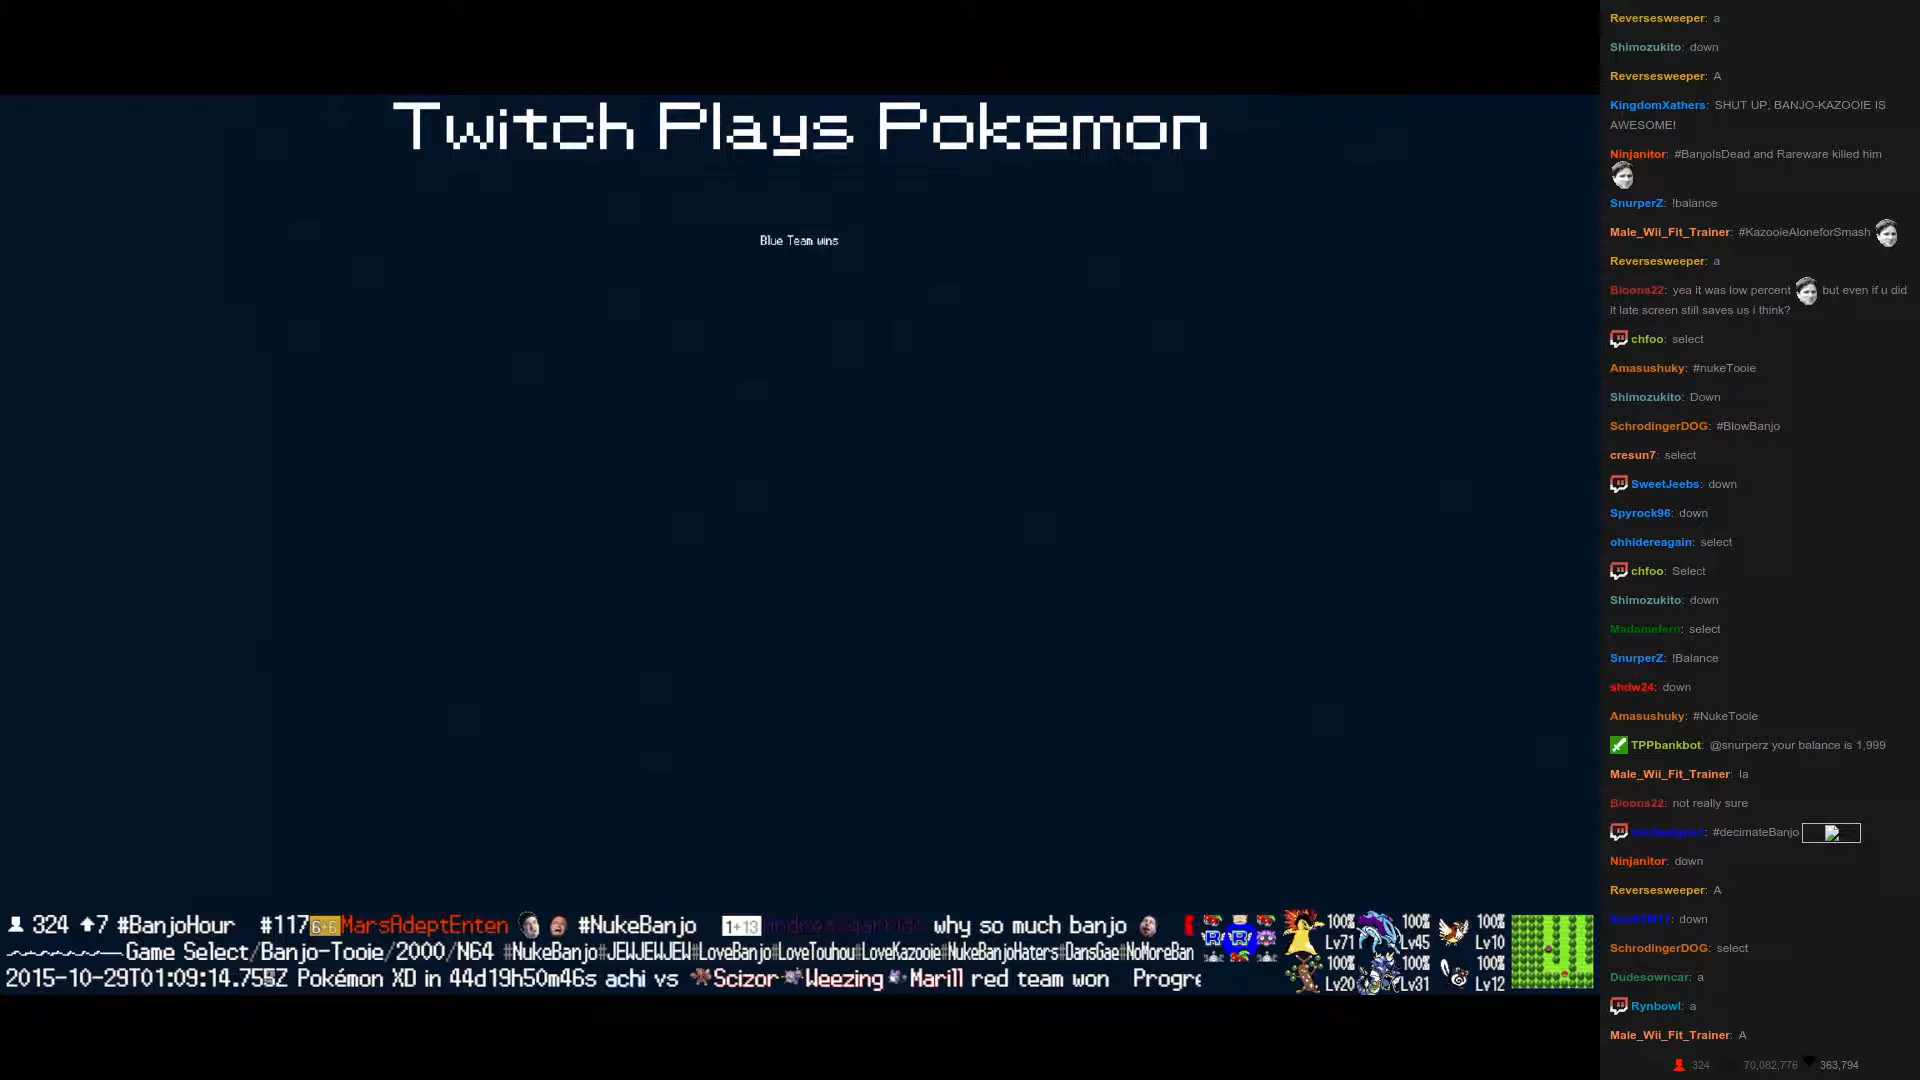 Twitch Plays Pokemon
Blue Team wins
324 7 #BanjoHour #117 6+6 MarsAdeptEnten #NukeBanjo 1+13 why so much banjo
Game Select/Banjo-Tooie/2000/N64 #NukeBanjo#JEWJEWJEW#LoveBanjo#LoveTouhou#LoveKazooie#NukeBanjoHaters#DansGae#NoMoreBan
2015-10-29T01:09:14.755Z Pokémon XD in 44d19h50m46s achi vs Scizor Weezing Marill red team won Progre
100% 100% 100%
Lv71 Lv45 Lv10
100% 100% 100%
Lv20 Lv31 Lv12
Reversesweeper: a
Shimozukito: down
Reversesweeper: A
KingdomXathers: SHUT UP, BANJO-KAZOOIE IS
AWESOME!
Ninjanitor: #BanjoIsDead and Rareware killed him
SnurperZ: !balance
Male_Wii_Fit_Trainer: #KazooieAloneforSmash
Reversesweeper: a
Bloons22: yea it was low percent but even if u did
it late screen still saves us i think?
chfoo: select
Amasushuky: #nukeTooie
Shimozukito: Down
SchrodingerDOG: #BlowBanjo
cresun7: select
SweetJeebs: down
Spyrock96: down
ohhidereagain: select
chfoo: Select
Shimozukito: down
Madamefern: select
SnurperZ: !Balance
shdw24: down
Amasushuky: #NukeTooie
TPPbankbot: @snurperz your balance is 1,999
Male_Wii_Fit_Trainer: la
Bloons22: not really sure
#decimateBanjo
Ninjanitor: down
Reversesweeper: A
: down
SchrodingerDOG: select
Dudesowncar: a
Rynbowl: a
Male_Wii_Fit_Trainer: A
324 70,082,776 363,794